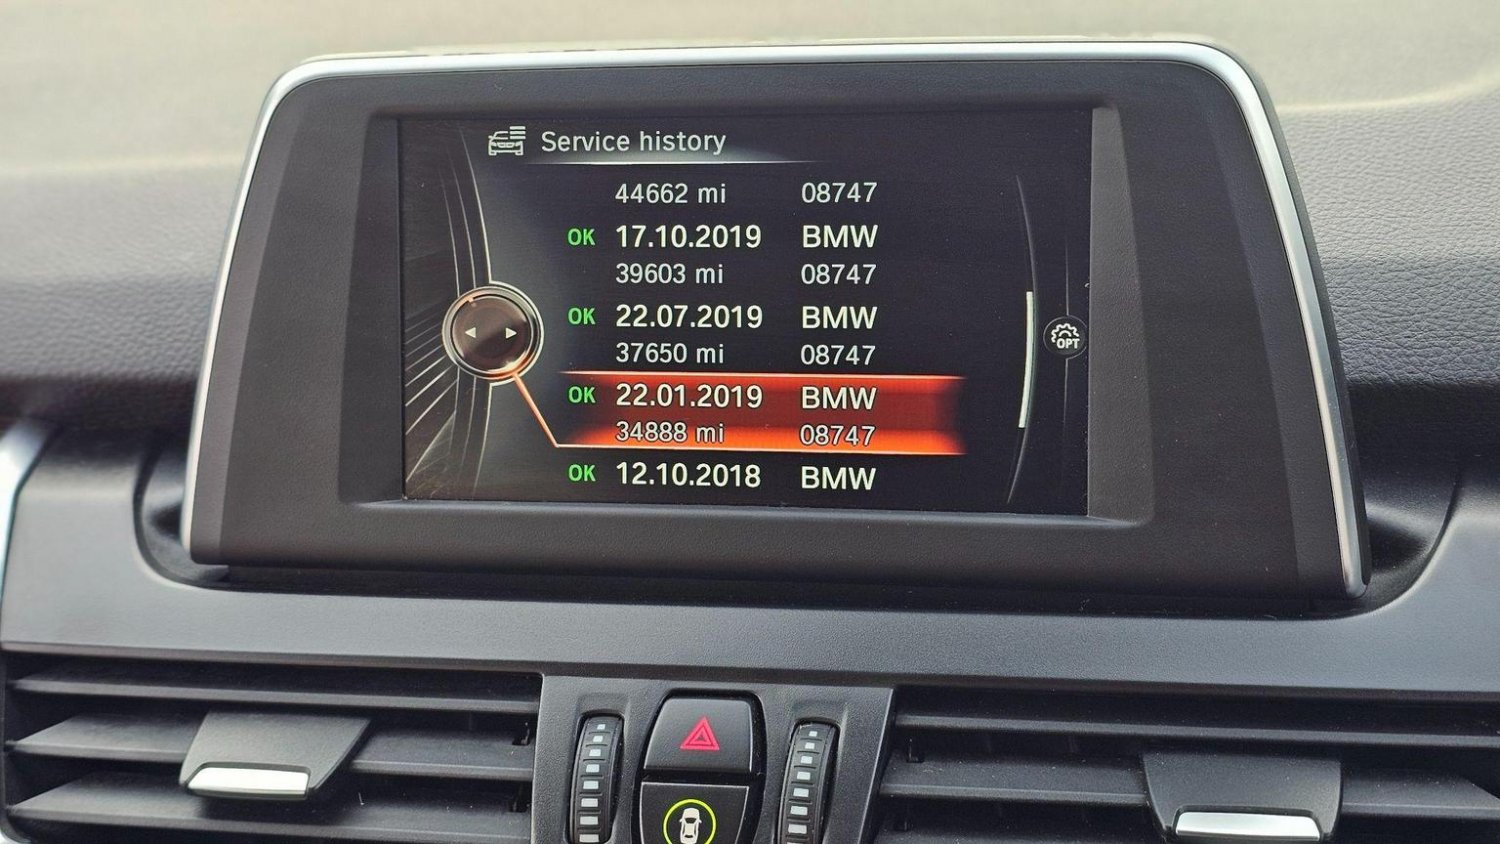 Service history
44662 mi 08747
OK 17.10.2019 BMW
39603 mi 08747
OK 22.07.2019 BMW
37650 mi 08747
OK 22.01.2019 BMW
34888 mi 08747
OK 12.10.2018 BMW
OPT